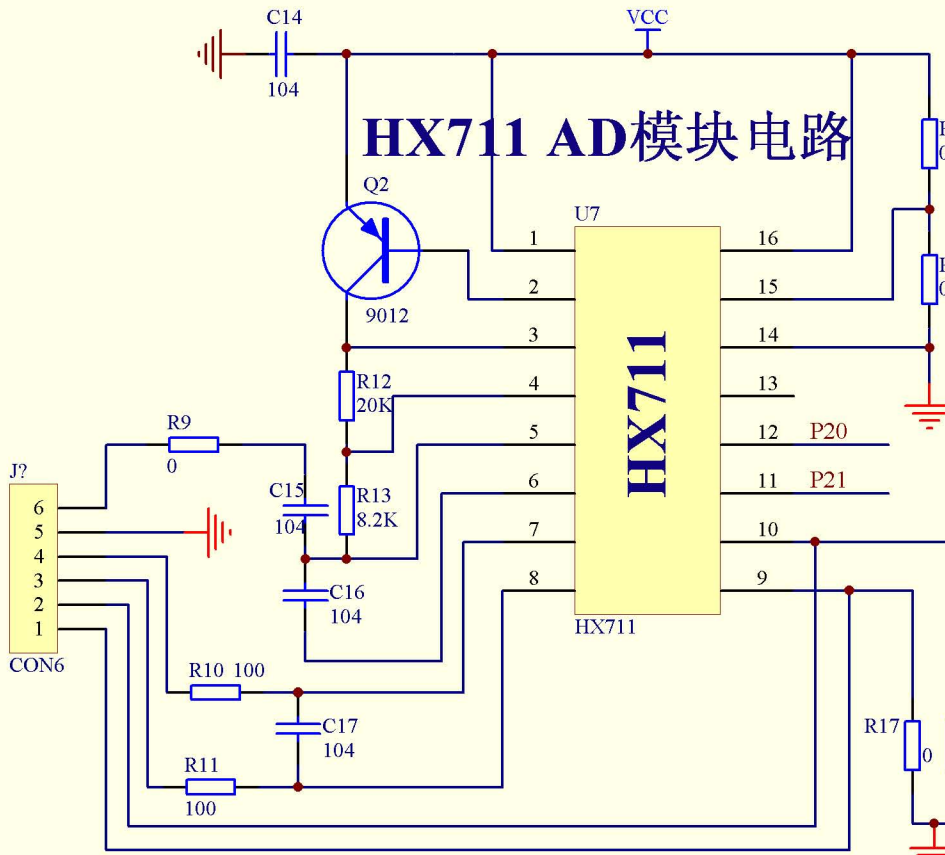 C14
104
VCC
HX711 AD模块电路
Q2
9012
U7
1
2
3
4
5
6
7
8
16
15
14
13
12
11
10
9
HX711
HX711
P20
P21
R12
20K
R13
8.2K
R9
0
C15
104
C16
104
J?
6
5
4
3
2
1
CON6
R10 100
C17
104
R11
100
R17
0